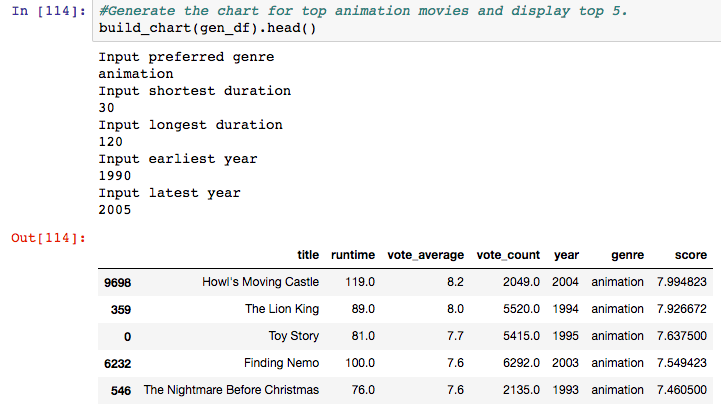 In [114]: #Generate the chart for top animation movies and display top 5.
build_chart(gen_df).head()
Input preferred genre
animation
Input shortest duration
30
Input longest duration
120
Input earliest year
1990
Input latest year
2005
Out[114]:
title runtime vote_average vote_count year genre score
9698 Howl's Moving Castle 119.0 8.2 2049.0 2004 animation 7.994823
359 The Lion King 89.0 8.0 5520.0 1994 animation 7.926672
0 Toy Story 81.0 7.7 5415.0 1995 animation 7.637500
6232 Finding Nemo 100.0 7.6 6292.0 2003 animation 7.549423
546 The Nightmare Before Christmas 76.0 7.6 2135.0 1993 animation 7.460500